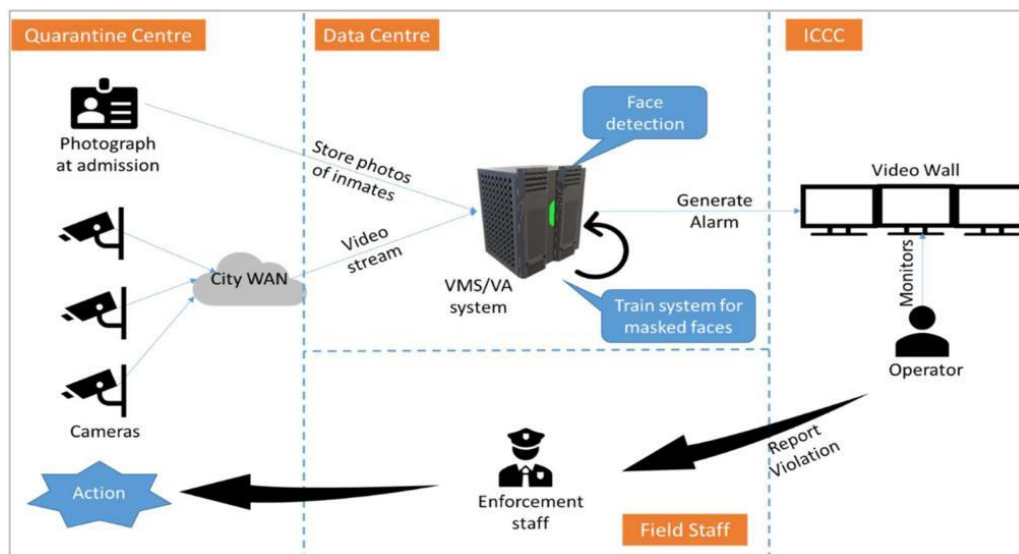 Quarantine Centre
Photograph
at admission
City WAN
Cameras
Action
Data Centre
Store photos
of inmates
Video
stream
Face
detection
VMS/VA
system
Train system for
masked faces
Generate
Alarm
ICCC
Video Wall
Monitors
Operator
Report
Violation
Enforcement
staff
Field Staff